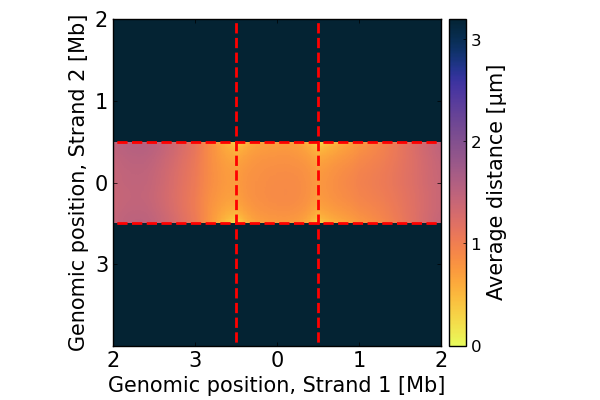 2
1
0
3
Genomic position, Strand 2 [Mb]
2 3 0 1 2
Genomic position, Strand 1 [Mb]
3
2
1
0
Average distance [μm]